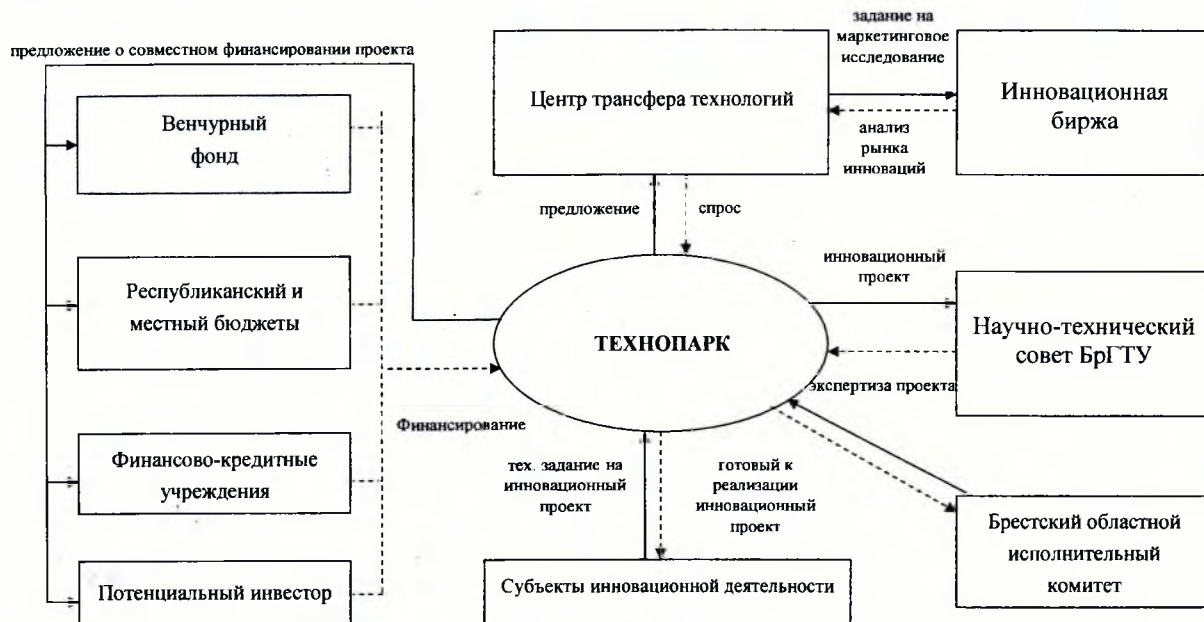 предложение о совместном финансировании проекта
Венчурный
фонд
Республиканский и
местный бюджеты
Финансово-кредитные
учреждения
Потенциальный инвестор
Финансирование
Центр трансфера технологий
задание на
маркетинговое
исследование
анализ
рынка
инноваций
Инновационная
биржа
предложение
спрос
ТЕХНОПАРК
инновационный
проект
экспертиза проекта
Научно-технический
совет БрГТУ
тех. задание на
инновационный
проект
готовый к
реализации
инновационный
проект
Субъекты инновационной деятельности
Брестский областной
исполнительный
комитет